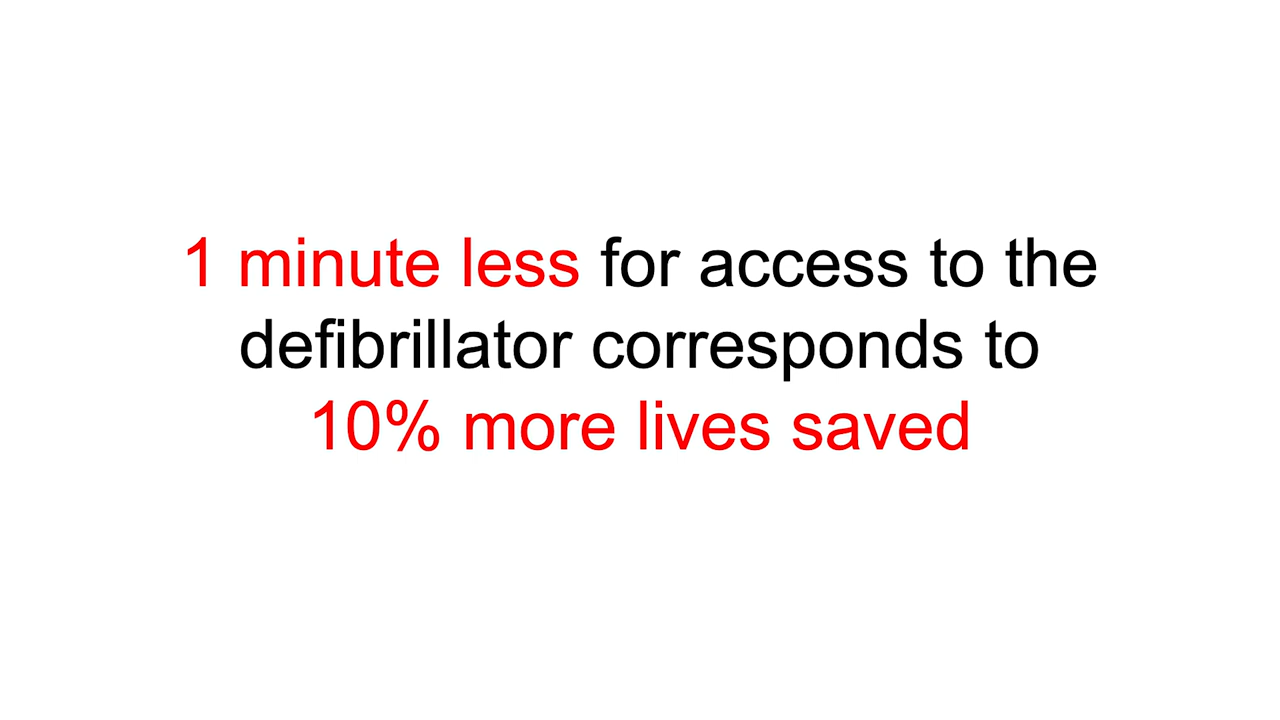 1 minute less for access to the
defibrillator corresponds to
10% more lives saved